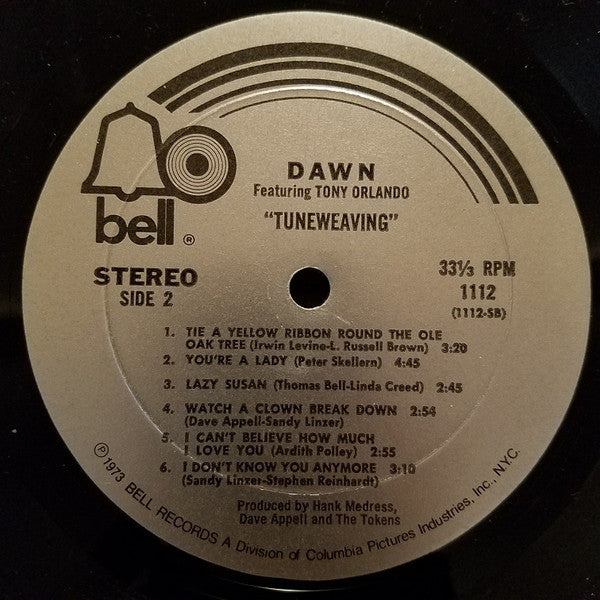 DAWN
Featuring TONY ORLANDO
"TUNEWEAVING"
bell ®
STEREO
SIDE 2
33⅓ RPM
1112
(1112-SB)
1. TIE A YELLOW RIBBON ROUND THE OLE
OAK TREE (Irwin Levine-L. Russell Brown) 3:20
2. YOU'RE A LADY (Peter Skellern) 4:45
3. LAZY SUSAN (Thomas Bell-Linda Creed) 2:45
4. WATCH A CLOWN BREAK DOWN 2:54
(Dave Appell-Sandy Linzer)
5. I CAN'T BELIEVE HOW MUCH
I LOVE YOU (Ardith Polley) 2:55
6. I DON'T KNOW YOU ANYMORE 3:10
(Sandy Linzer-Stephen Reinhardt)
Produced by Hank Medress,
Dave Appell and The Tokens
℗1973 BELL RECORDS A Division of Columbia Pictures Industries, Inc., N.Y.C.